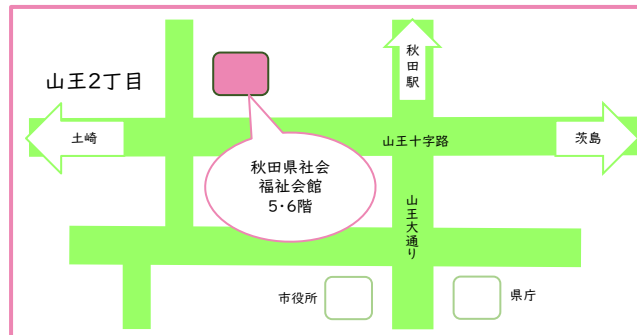 秋田駅
山王2丁目
土崎
山王十字路
茨島
秋田県社会
福祉会館
5・6階
山王大通り
市役所
県庁